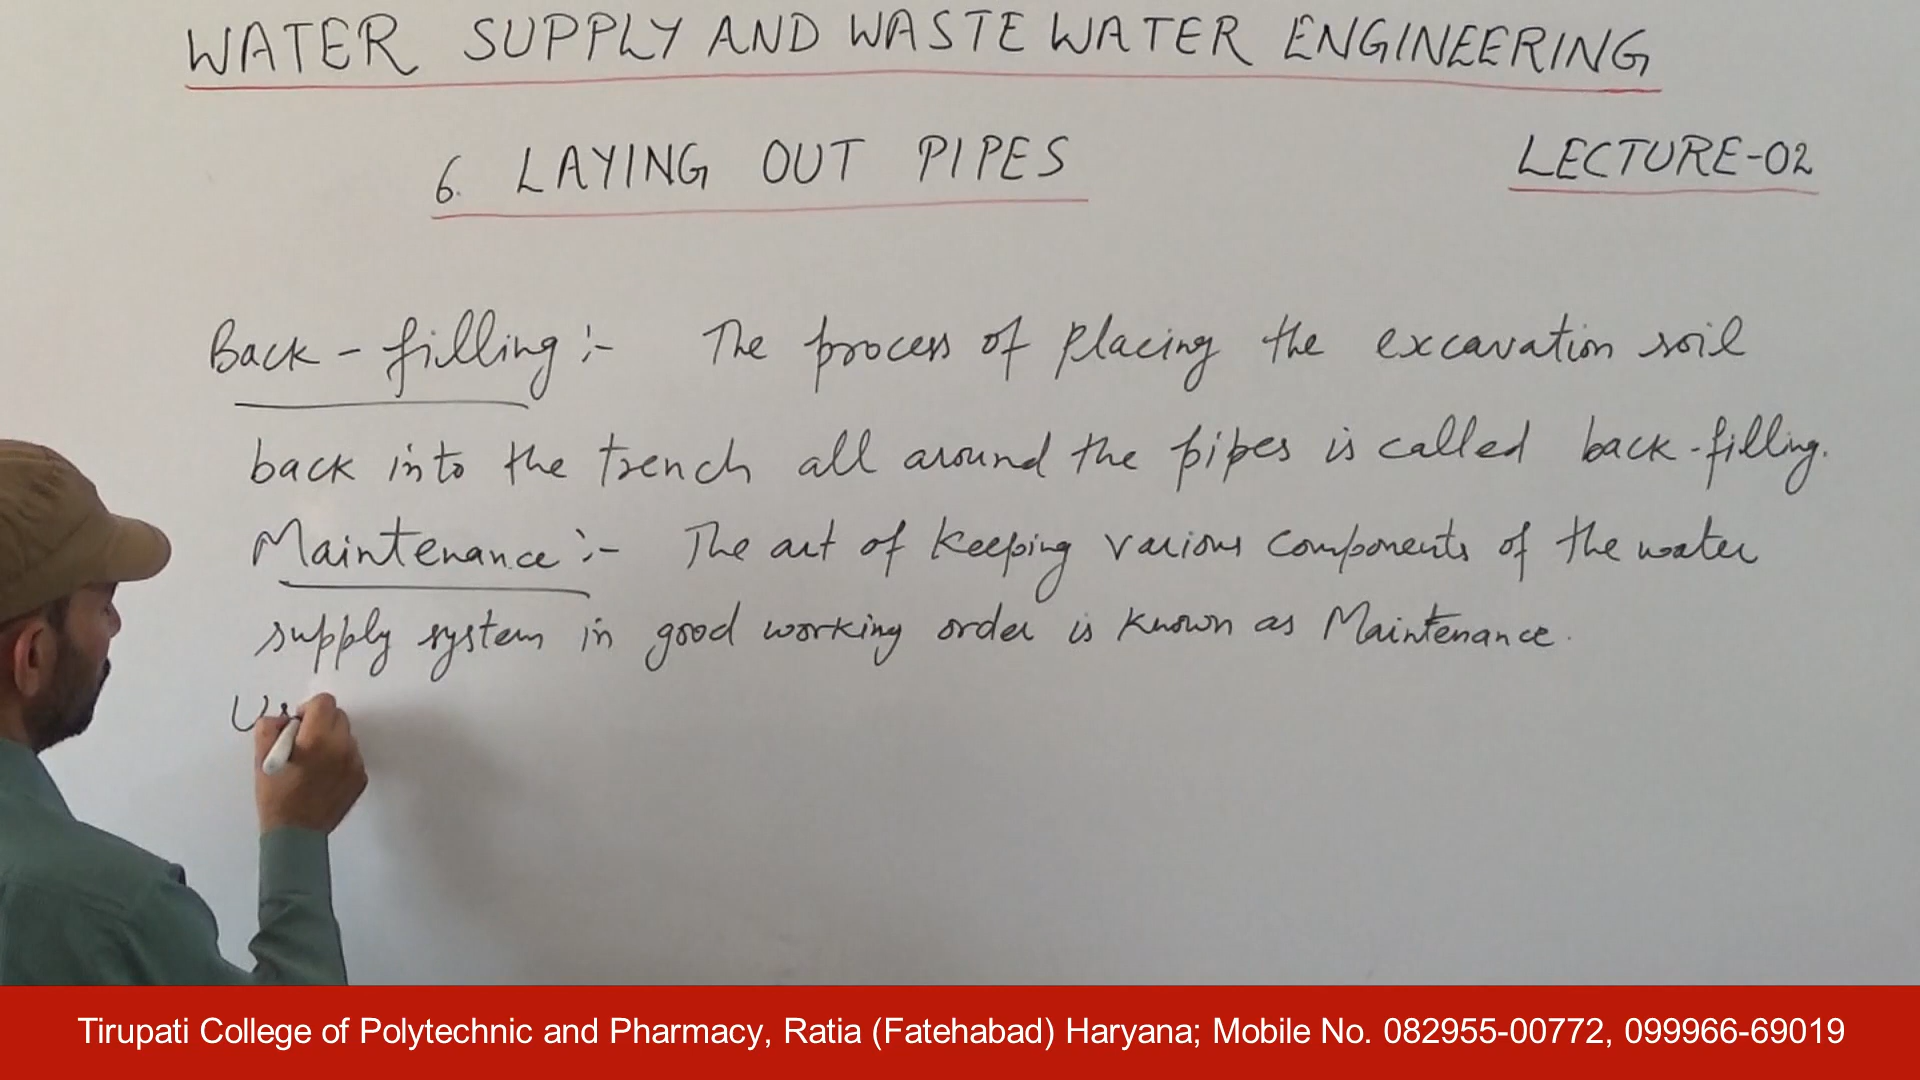 WATER SUPPLY AND WASTE WATER ENGINEERING
6. LAYING OUT PIPES
LECTURE-02
Back-filling :- The process of placing the excavation soil
back into the trench all around the pipes is called back-filling.
Maintenance :- The art of keeping various components of the water
supply system in good working order is known as Maintenance.
Tirupati College of Polytechnic and Pharmacy, Ratia (Fatehabad) Haryana; Mobile No. 082955-00772, 099966-69019